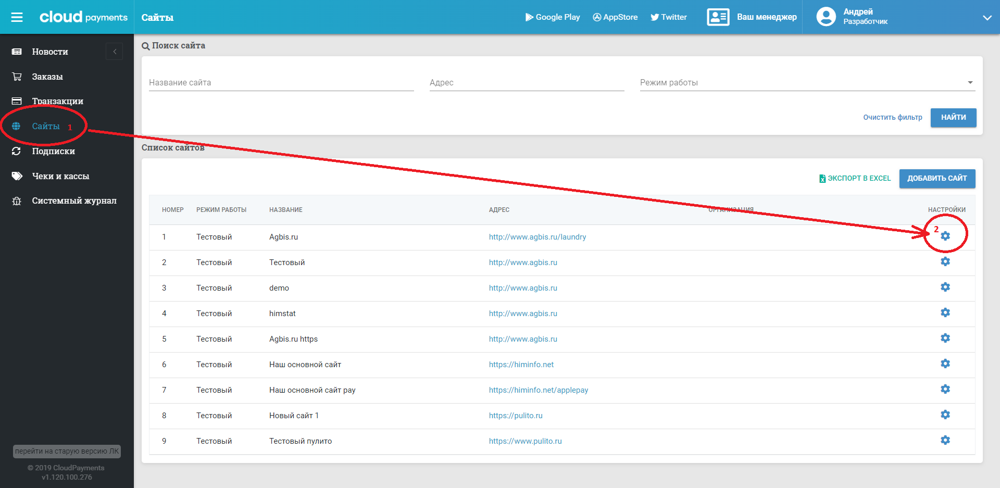 cloud payments
Сайты
Google Play
AppStore
Twitter
Ваш менеджер
Андрей
Разработчик
Новости
Заказы
Транзакции
Сайты 1
Подписки
Чеки и кассы
Системный журнал
перейти на старую версию ЛК
© 2019 CloudPayments
v1.120.100.276
Поиск сайта
Название сайта Адрес Режим работы
Очистить фильтр НАЙТИ
Список сайтов
ЭКСПОРТ В EXCEL ДОБАВИТЬ САЙТ
НОМЕР РЕЖИМ РАБОТЫ НАЗВАНИЕ АДРЕС ОРГАНИЗАЦИЯ НАСТРОЙКИ
1 Тестовый Agbis.ru http://www.agbis.ru/laundry 2
2 Тестовый Тестовый http://www.agbis.ru
3 Тестовый demo http://www.agbis.ru
4 Тестовый himstat http://www.agbis.ru
5 Тестовый Agbis.ru https http://www.agbis.ru
6 Тестовый Наш основной сайт https://himinfo.net
7 Тестовый Наш основной сайт pay https://himinfo.net/applepay
8 Тестовый Новый сайт 1 https://pulito.ru
9 Тестовый Тестовый пулито https://www.pulito.ru